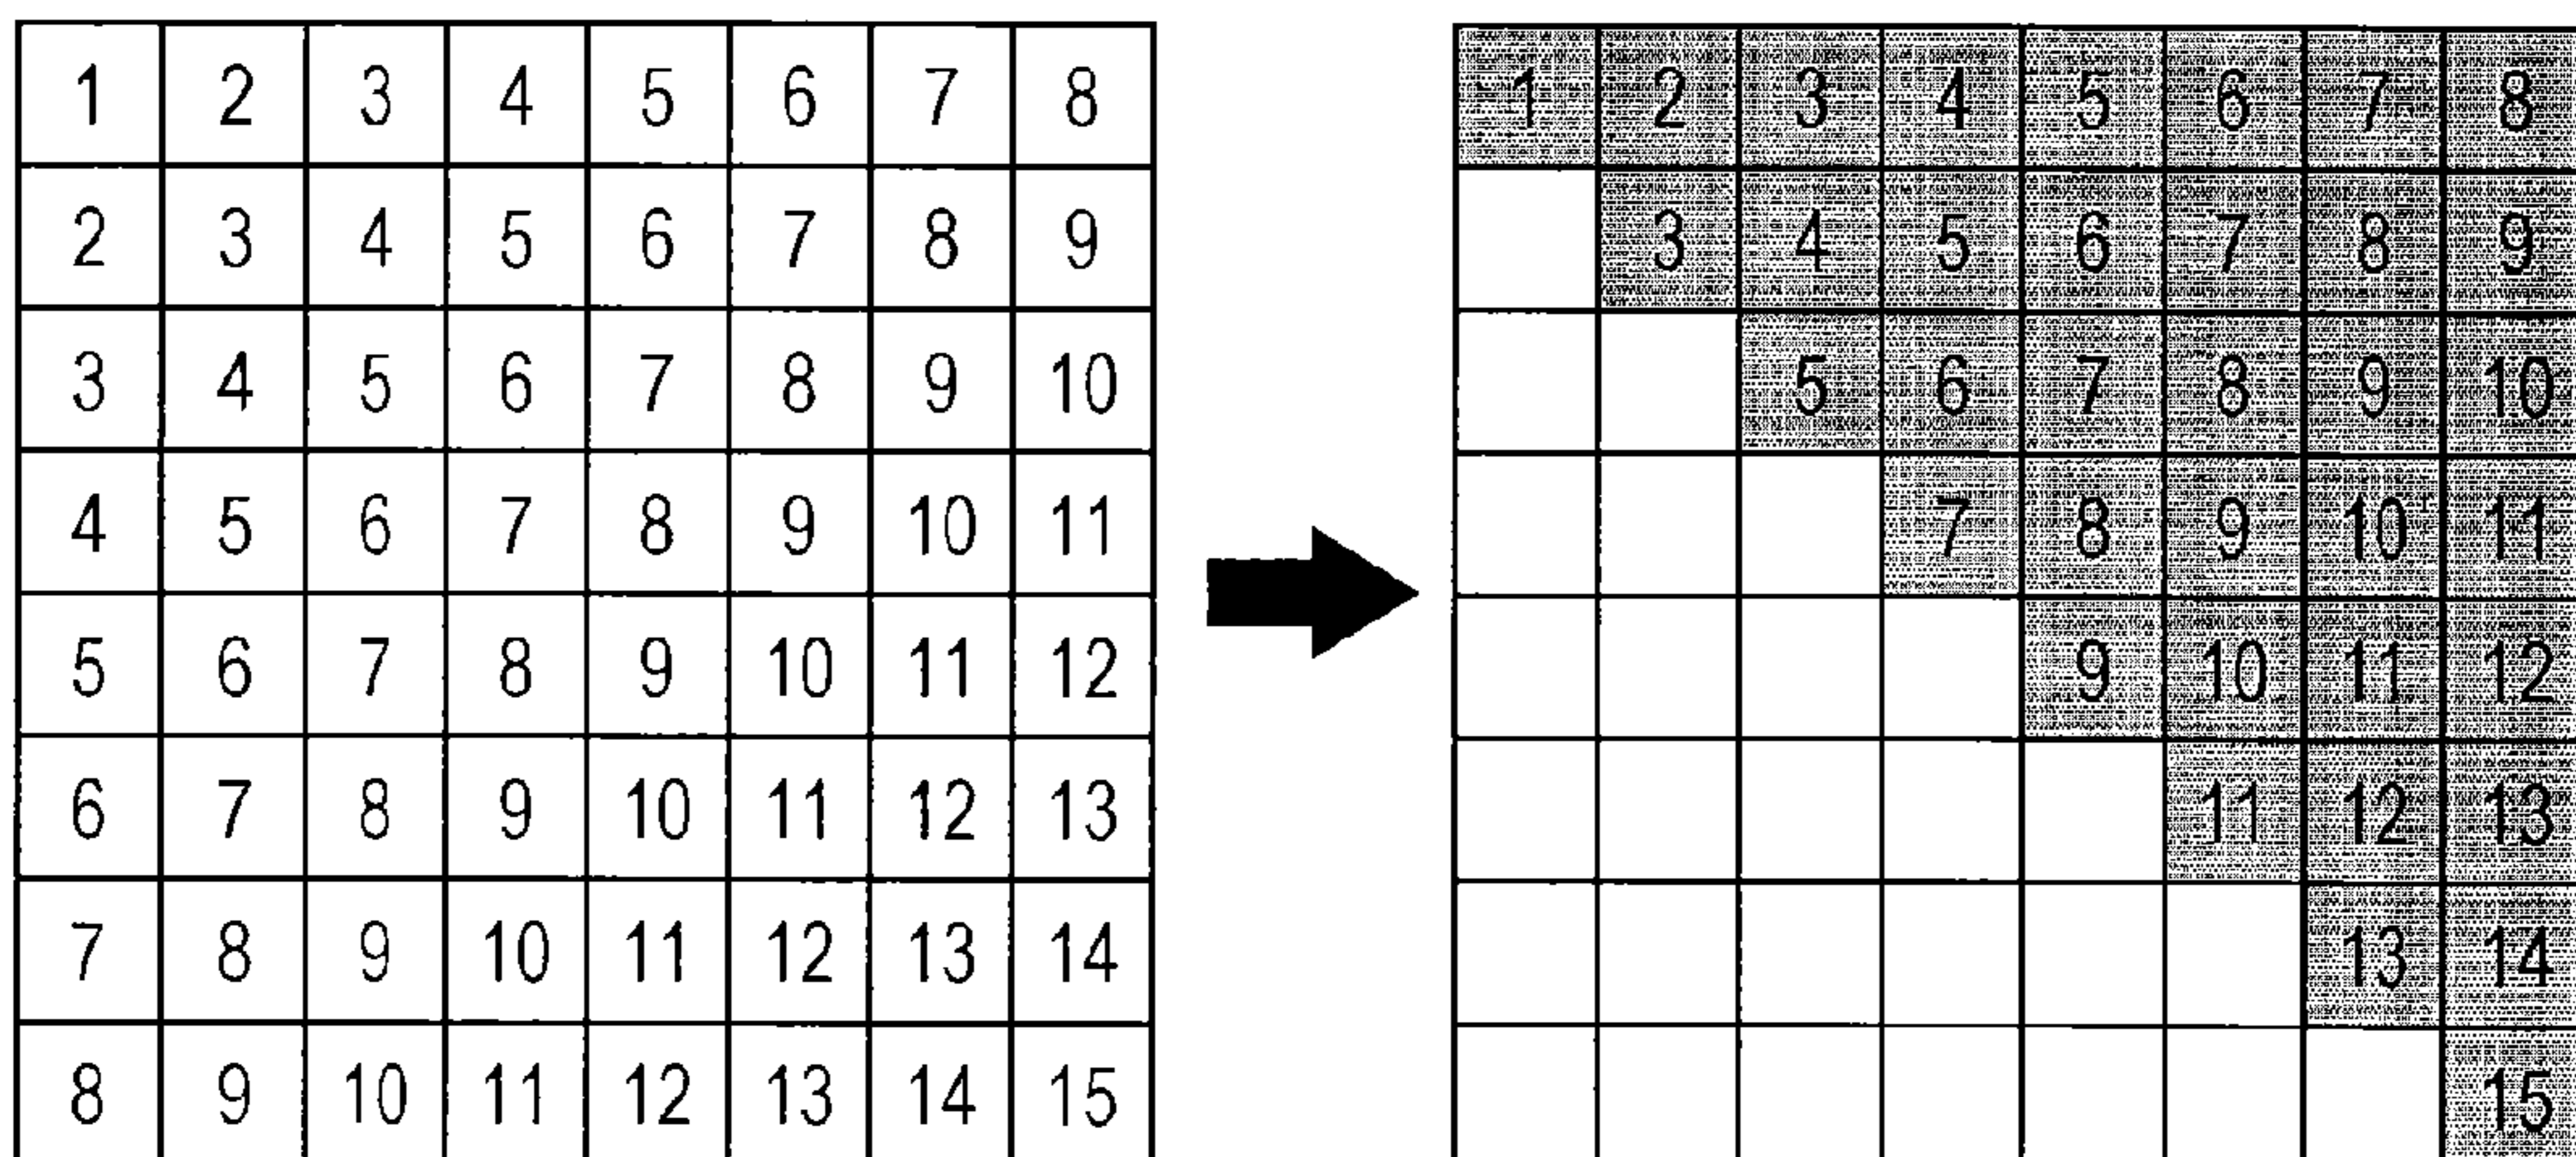 1 2 3 4 5 6 7 8
2 3 4 5 6 7 8 9
3 4 5 6 7 8 9 10
4 5 6 7 8 9 10 11
5 6 7 8 9 10 11 12
6 7 8 9 10 11 12 13
7 8 9 10 11 12 13 14
8 9 10 11 12 13 14 15
1 2 3 4 5 6 7 8
3 4 5 6 7 8 9
5 6 7 8 9 10
7 8 9 10 11
9 10 11 12
11 12 13
13 14
15